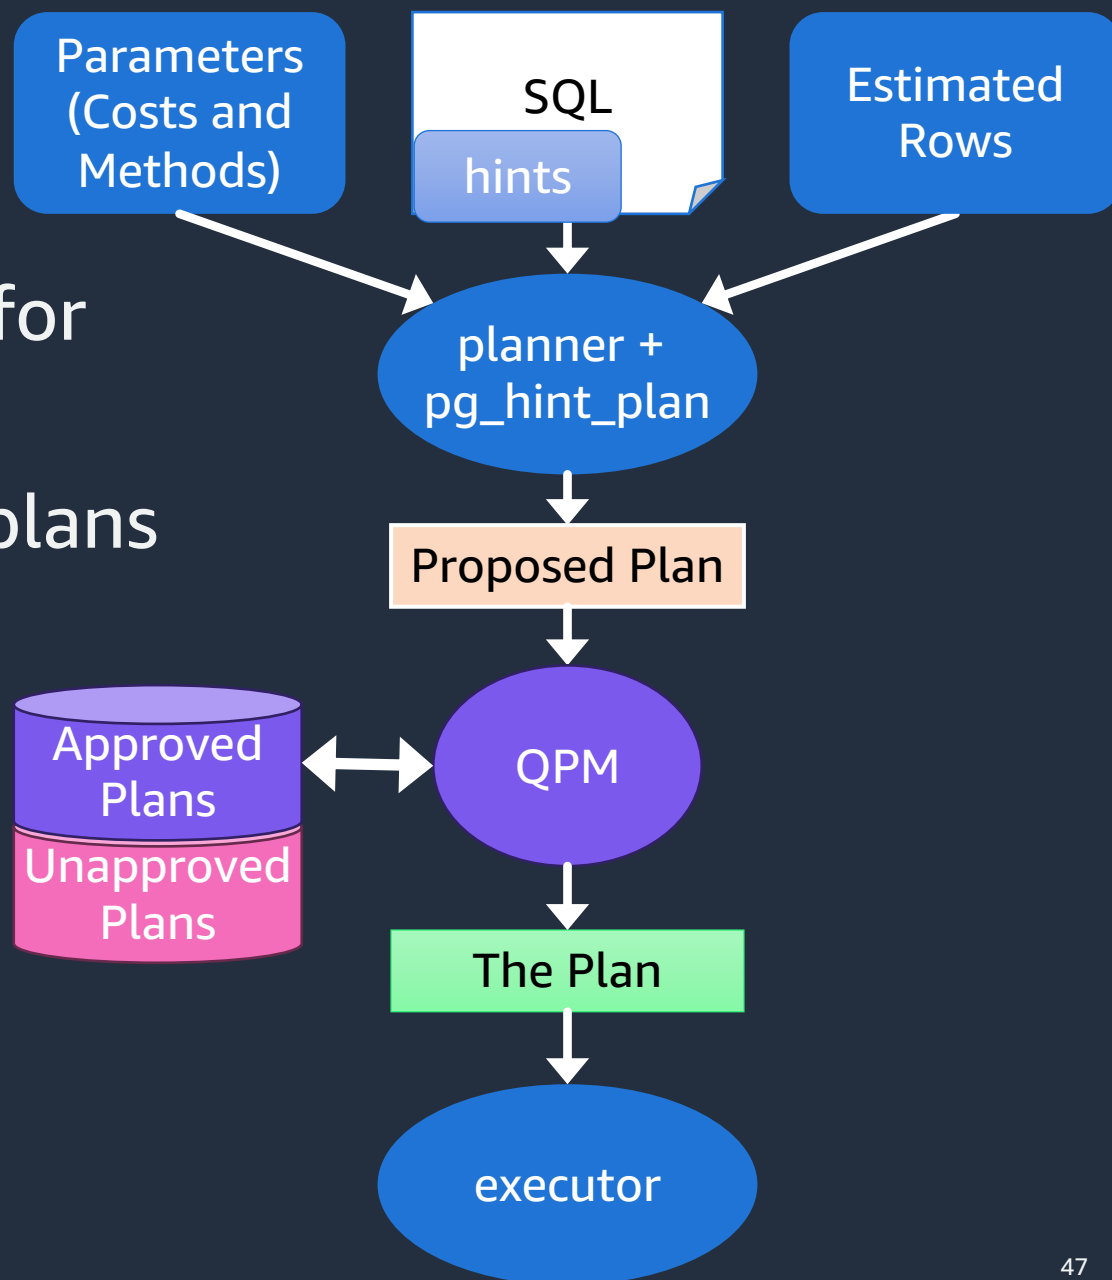 Parameters
(Costs and
Methods)
SQL
hints
Estimated
Rows
for
plans
planner +
pg_hint_plan
Proposed Plan
Approved
Plans
Unapproved
Plans
QPM
The Plan
executor
47